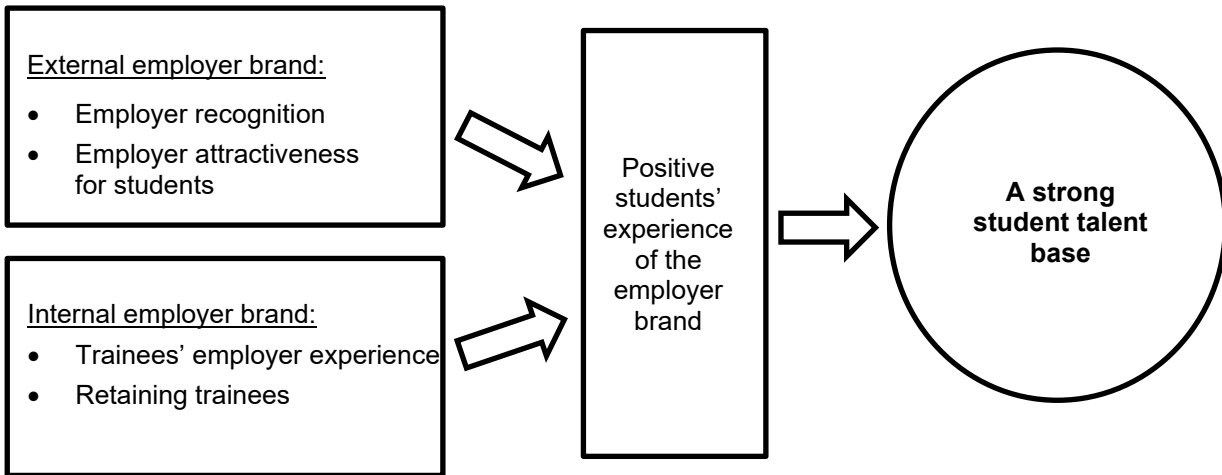 External employer brand:
• Employer recognition
• Employer attractiveness
for students
Internal employer brand:
• Trainees’ employer experience
• Retaining trainees
Positive
students’
experience
of the
employer
brand
A strong
student talent
base